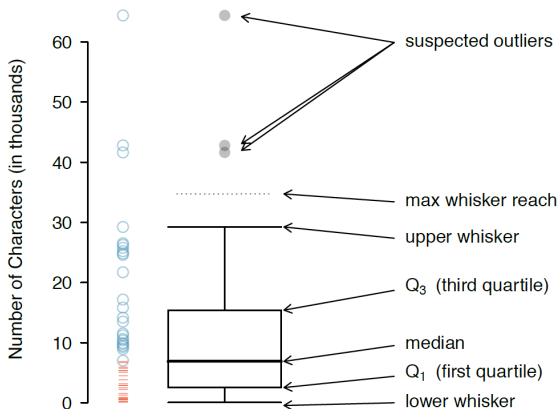 Number of Characters (in thousands)
60
50
40
30
20
10
0
suspected outliers
max whisker reach
upper whisker
Q3 (third quartile)
median
Q1 (first quartile)
lower whisker